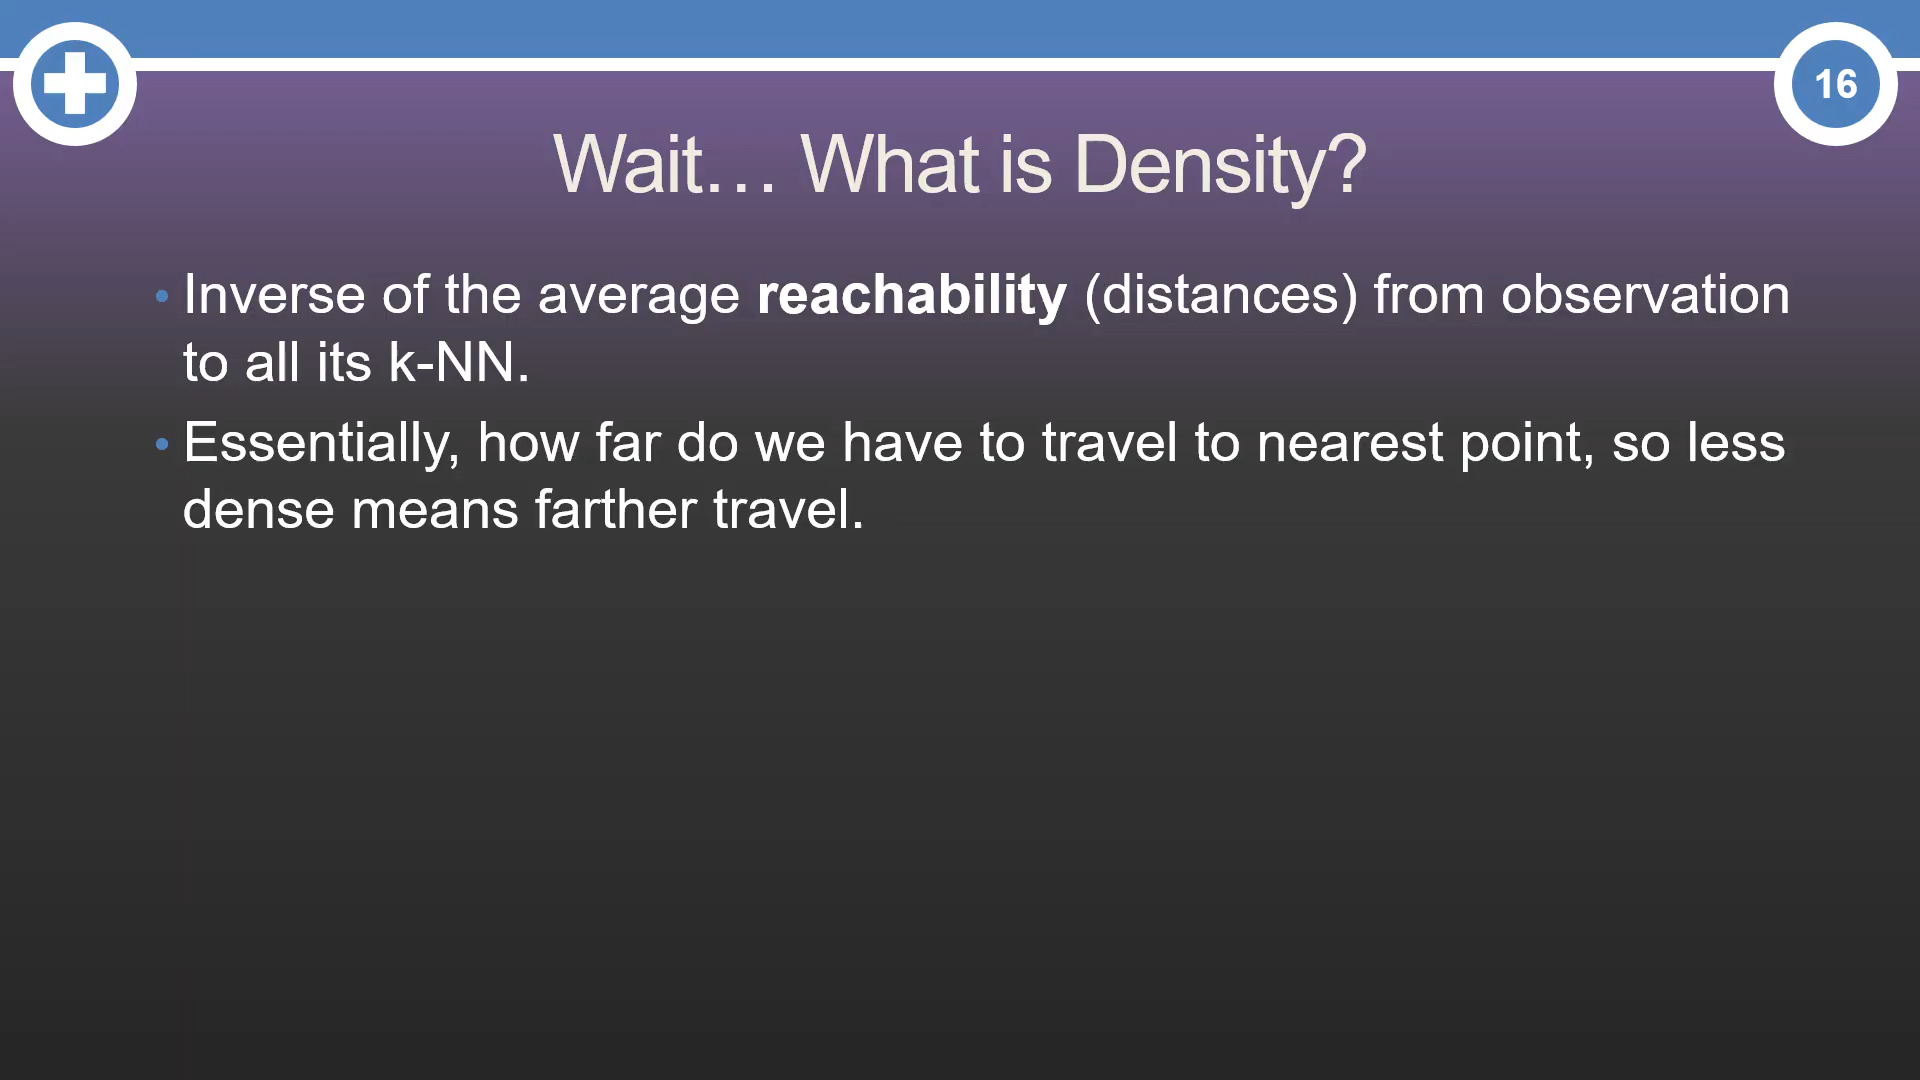 16
Wait… What is Density?
• Inverse of the average reachability (distances) from observation
to all its k-NN.
• Essentially, how far do we have to travel to nearest point, so less
dense means farther travel.